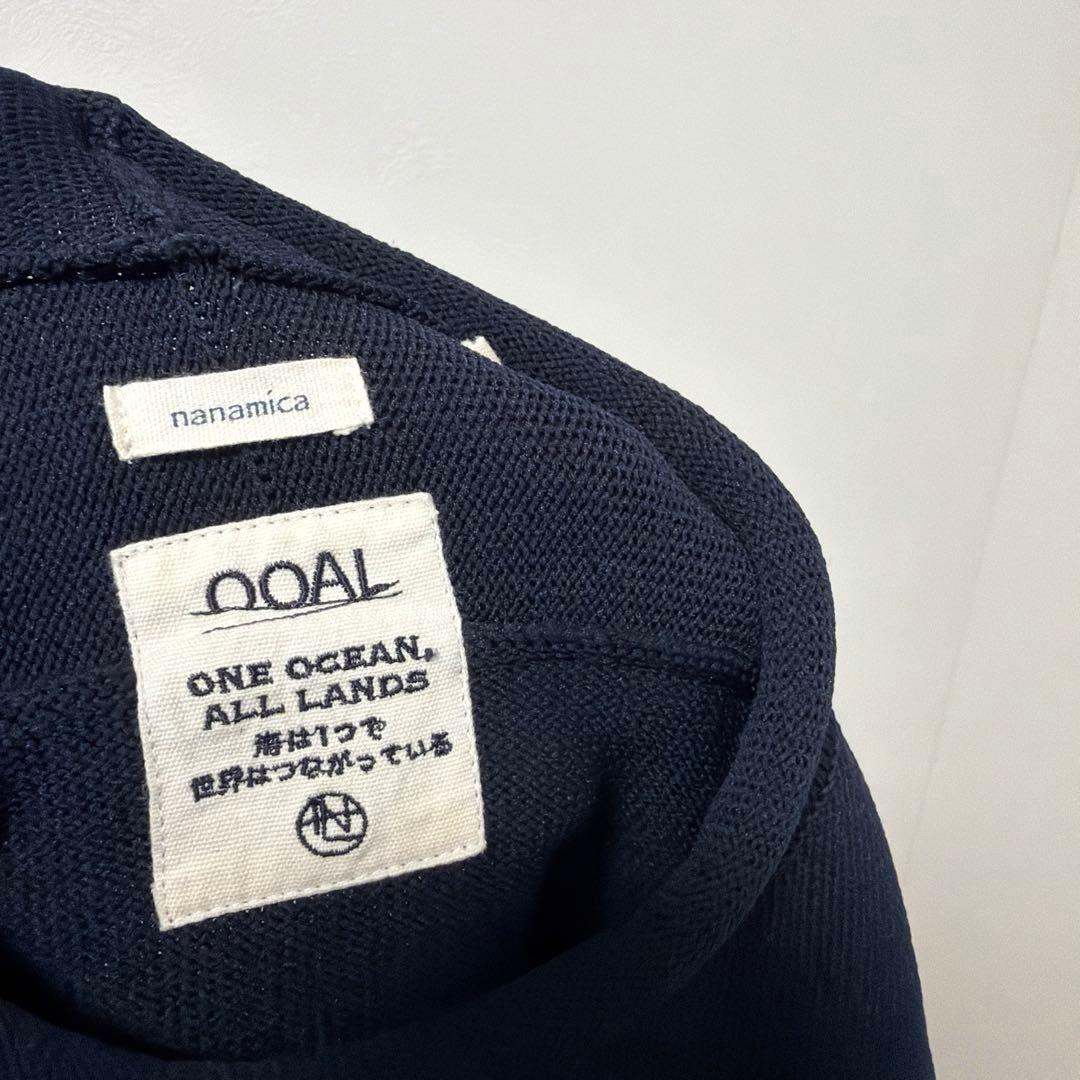 nanamica
OOAL
ONE OCEAN,
ALL LANDS
海は1つで
世界はつながっている